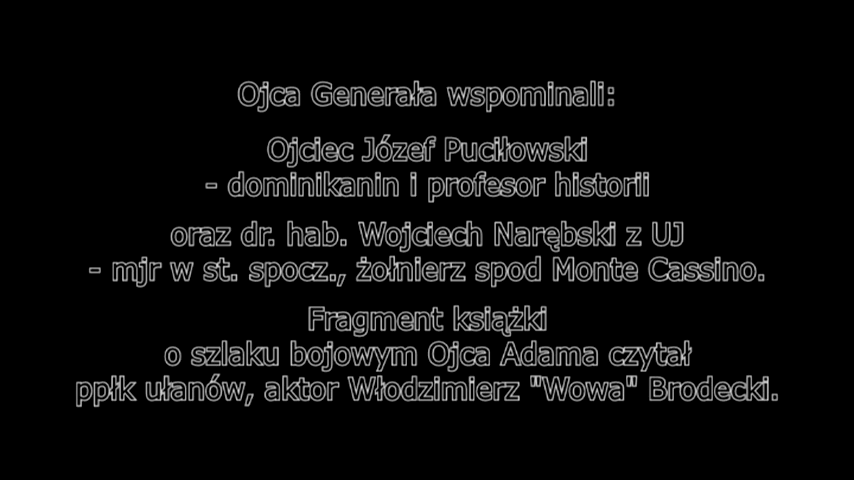 Ojca Generała wspominali:
Ojciec Józef Puciłowski
- dominikanin i profesor historii
oraz dr. hab. Wojciech Narębski z UJ
- mjr w st. spocz., żołnierz spod Monte Cassino.
Fragment książki
o szlaku bojowym Ojca Adama czytał
ppłk ułanów, aktor Włodzimierz "Wowa" Brodecki.